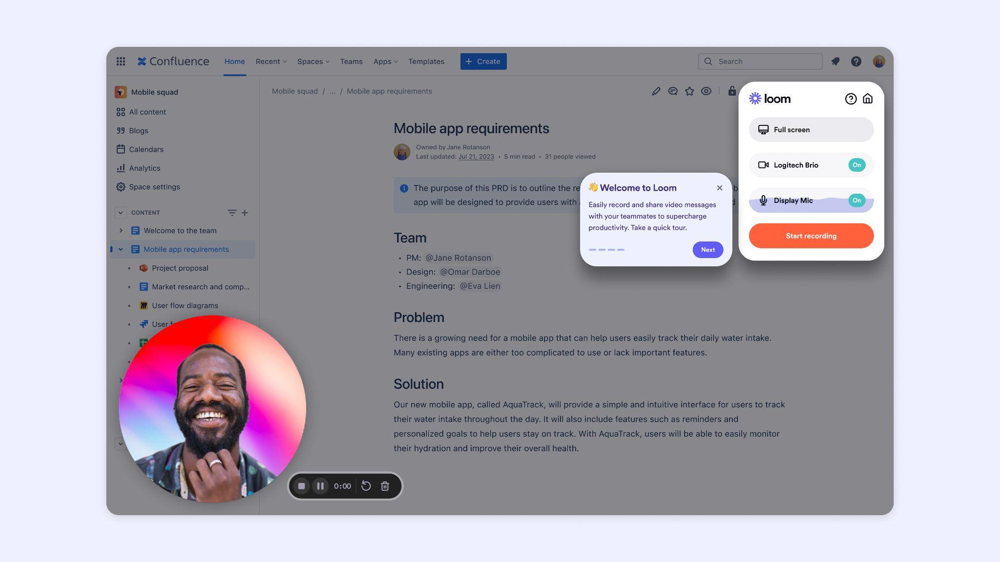 Confluence
Home
Recent
Spaces
Teams
Apps
Templates
+ Create
Search
Mobile squad
All content
Blogs
Calendars
Analytics
Space settings
CONTENT
Welcome to the team
Mobile app requirements
Project proposal
Market research and comp...
User flow diagrams
User
Mobile squad / ... / Mobile app requirements
Mobile app requirements
Owned by Jane Rotanson
Last updated: Jul 21, 2023 • 5 min read • 31 people viewed
The purpose of this PRD is to outline the
app will be designed to provide users with
Team
• PM: @Jane Rotanson
• Design: @Omar Darboe
• Engineering: @Eva Lien
Problem
There is a growing need for a mobile app that can help users easily track their daily water intake.
Many existing apps are either too complicated to use or lack important features.
Solution
Our new mobile app, called AquaTrack, will provide a simple and intuitive interface for users to track
their water intake throughout the day. It will also include features such as reminders and
personalized goals to help users stay on track. With AquaTrack, users will be able to easily monitor
their hydration and improve their overall health.
👋 Welcome to Loom
Easily record and share video messages
with your teammates to supercharge
productivity. Take a quick tour.
Next
loom
Full screen
Logitech Brio
On
Display Mic
On
Start recording
0:00